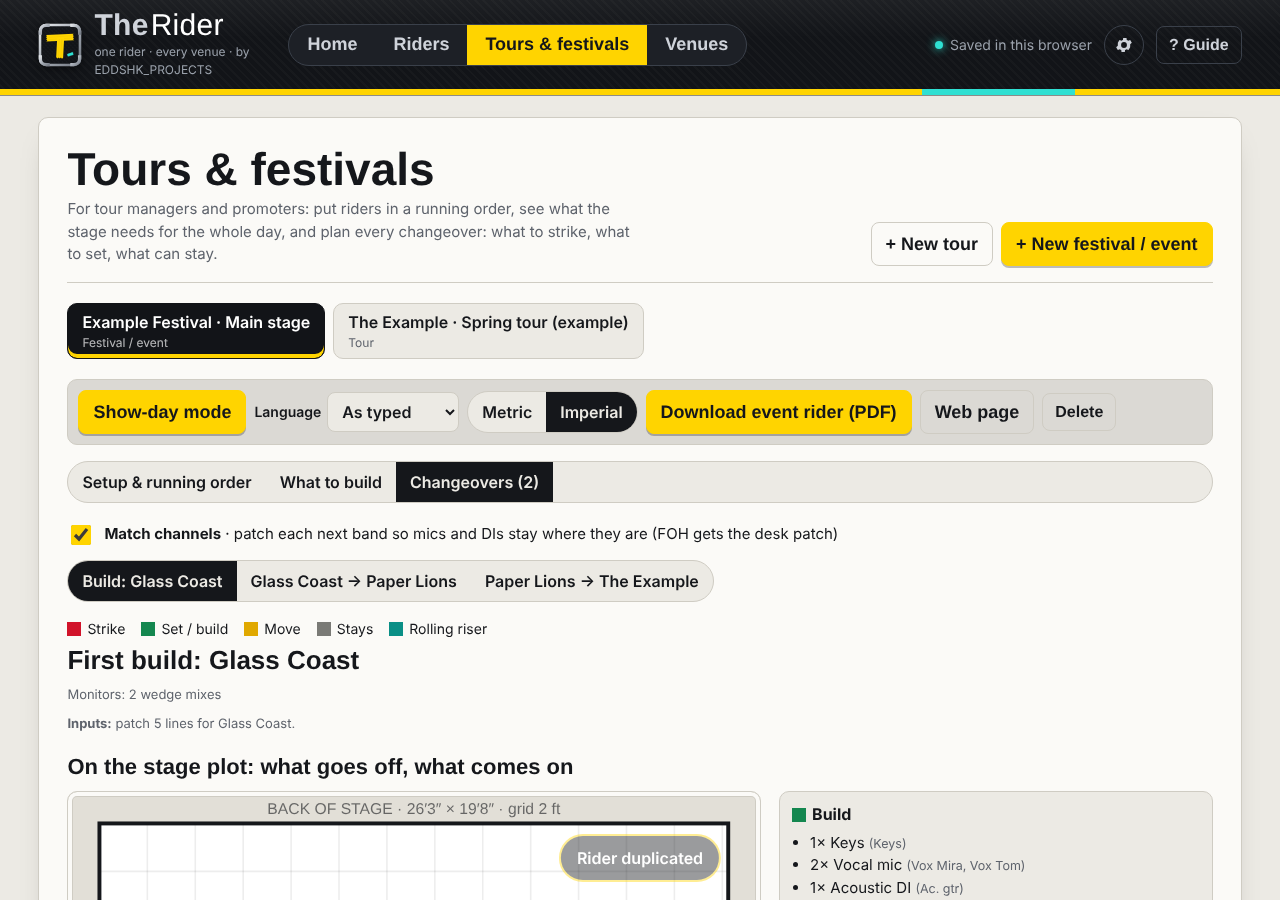 TheRider
one rider · every venue · by
EDDSHK_PROJECTS
Home
Riders
Tours & festivals
Venues
Saved in this browser
? Guide
Tours & festivals
For tour managers and promoters: put riders in a running order, see what the
stage needs for the whole day, and plan every changeover: what to strike, what
to set, what can stay.
+ New tour
+ New festival / event
Example Festival · Main stage
Festival / event
The Example · Spring tour (example)
Tour
Show-day mode
Language
As typed
Metric
Imperial
Download event rider (PDF)
Web page
Delete
Setup & running order
What to build
Changeovers (2)
Match channels · patch each next band so mics and DIs stay where they are (FOH gets the desk patch)
Build: Glass Coast
Glass Coast → Paper Lions
Paper Lions → The Example
Strike
Set / build
Move
Stays
Rolling riser
First build: Glass Coast
Monitors: 2 wedge mixes
Inputs: patch 5 lines for Glass Coast.
On the stage plot: what goes off, what comes on
BACK OF STAGE · 26′3″ × 19′8″ · grid 2 ft
Rider duplicated
Build
• 1× Keys (Keys)
• 2× Vocal mic (Vox Mira, Vox Tom)
• 1× Acoustic DI (Ac. gtr)